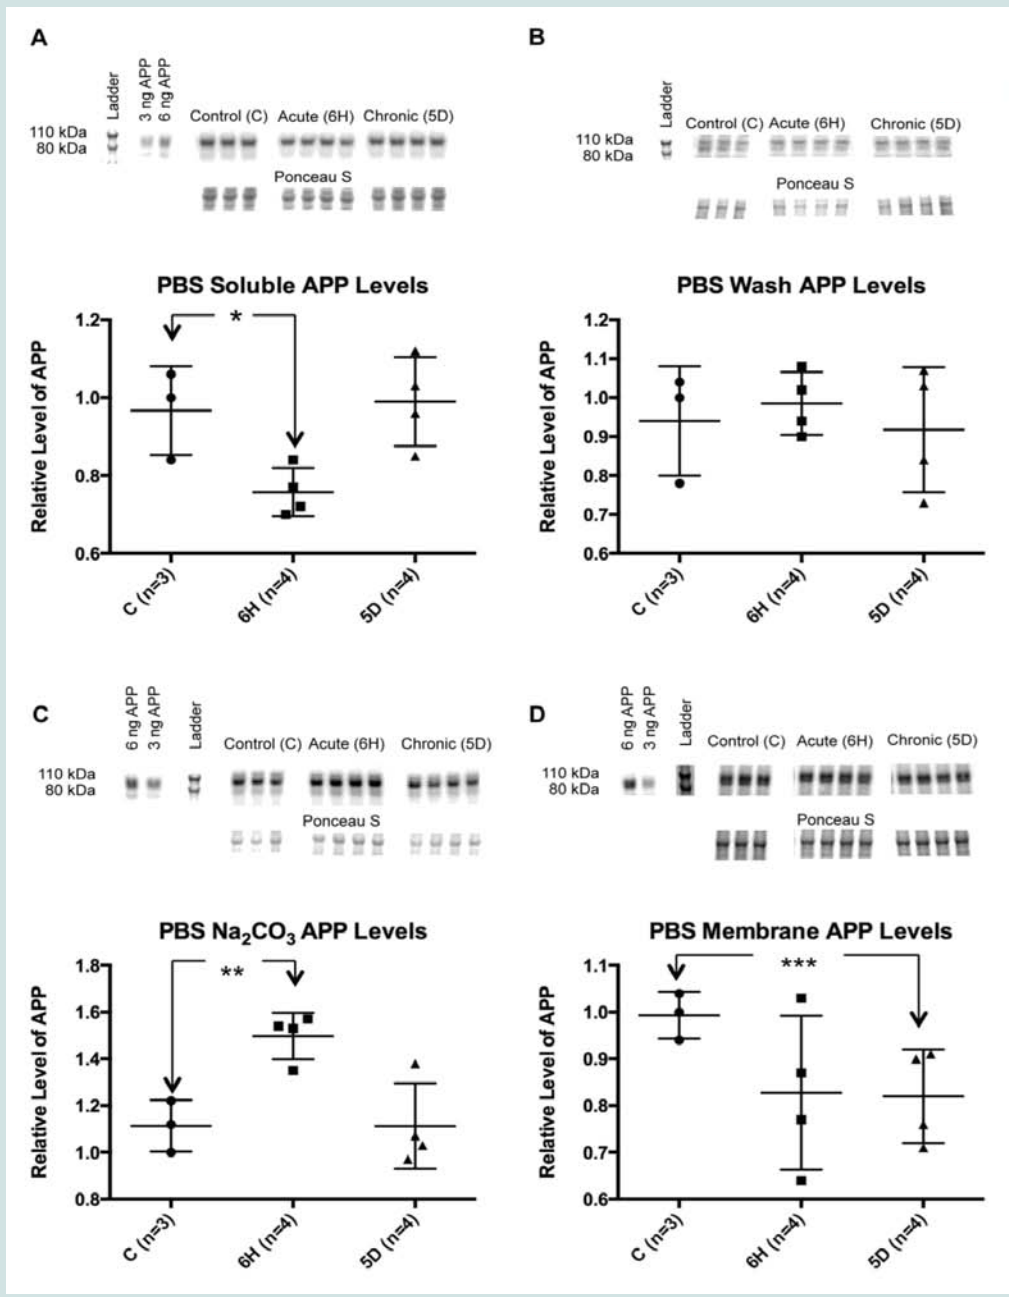 A
Ladder
3 ng APP
6 ng APP
Control (C) Acute (6H) Chronic (5D)
110 kDa
80 kDa
Ponceau S
PBS Soluble APP Levels
*
Relative Level of APP
1.2
1.0
0.8
0.6
C (n=3)
6H (n=4)
5D (n=4)
B
Ladder
Control (C) Acute (6H) Chronic (5D)
110 kDa
80 kDa
Ponceau S
PBS Wash APP Levels
Relative Level of APP
1.2
1.1
1.0
0.9
0.8
0.7
0.6
C (n=3)
6H (n=4)
5D (n=4)
C
6 ng APP
3 ng APP
Ladder
Control (C) Acute (6H) Chronic (5D)
110 kDa
80 kDa
Ponceau S
PBS Na₂CO₃ APP Levels
**
Relative Level of APP
1.8
1.6
1.4
1.2
1.0
0.8
C (n=3)
6H (n=4)
5D (n=4)
D
6 ng APP
3 ng APP
Ladder
Control (C) Acute (6H) Chronic (5D)
110 kDa
80 kDa
Ponceau S
PBS Membrane APP Levels
***
Relative Level of APP
1.1
1.0
0.9
0.8
0.7
0.6
C (n=3)
6H (n=4)
5D (n=4)